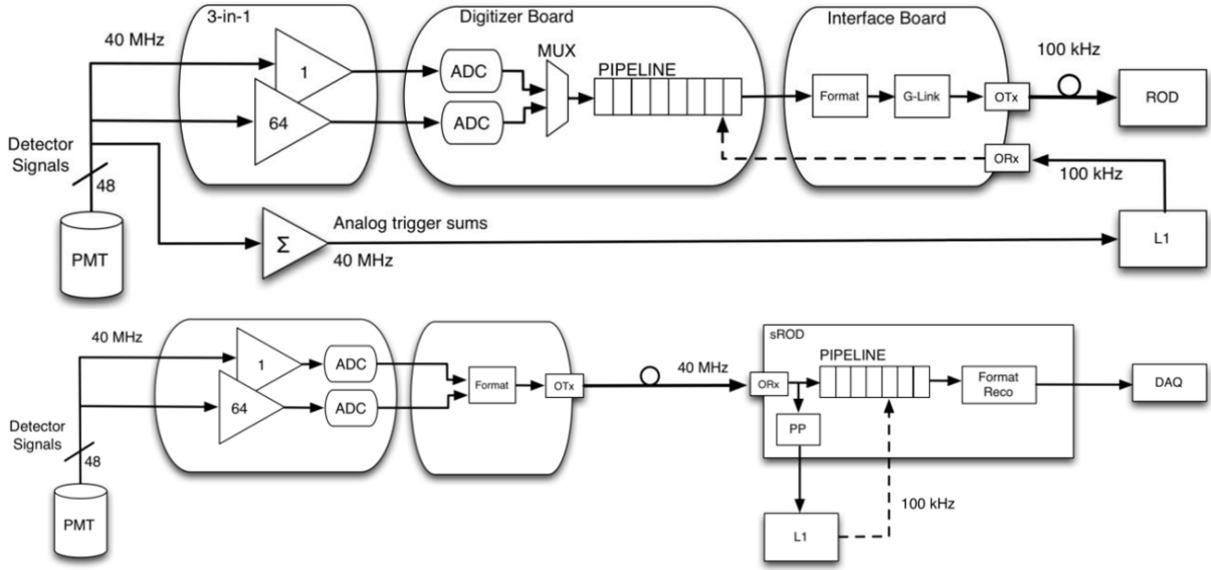 3-in-1
Digitizer Board
Interface Board
40 MHz
1
64
ADC
ADC
MUX
PIPELINE
Format
G-Link
OTx
100 kHz
ROD
ORx
100 kHz
Detector
Signals
48
PMT
Σ
Analog trigger sums
40 MHz
L1
40 MHz
1
64
ADC
ADC
Format
OTx
40 MHz
sROD
ORx
PIPELINE
PP
Format
Reco
DAQ
Detector
Signals
48
PMT
L1
100 kHz